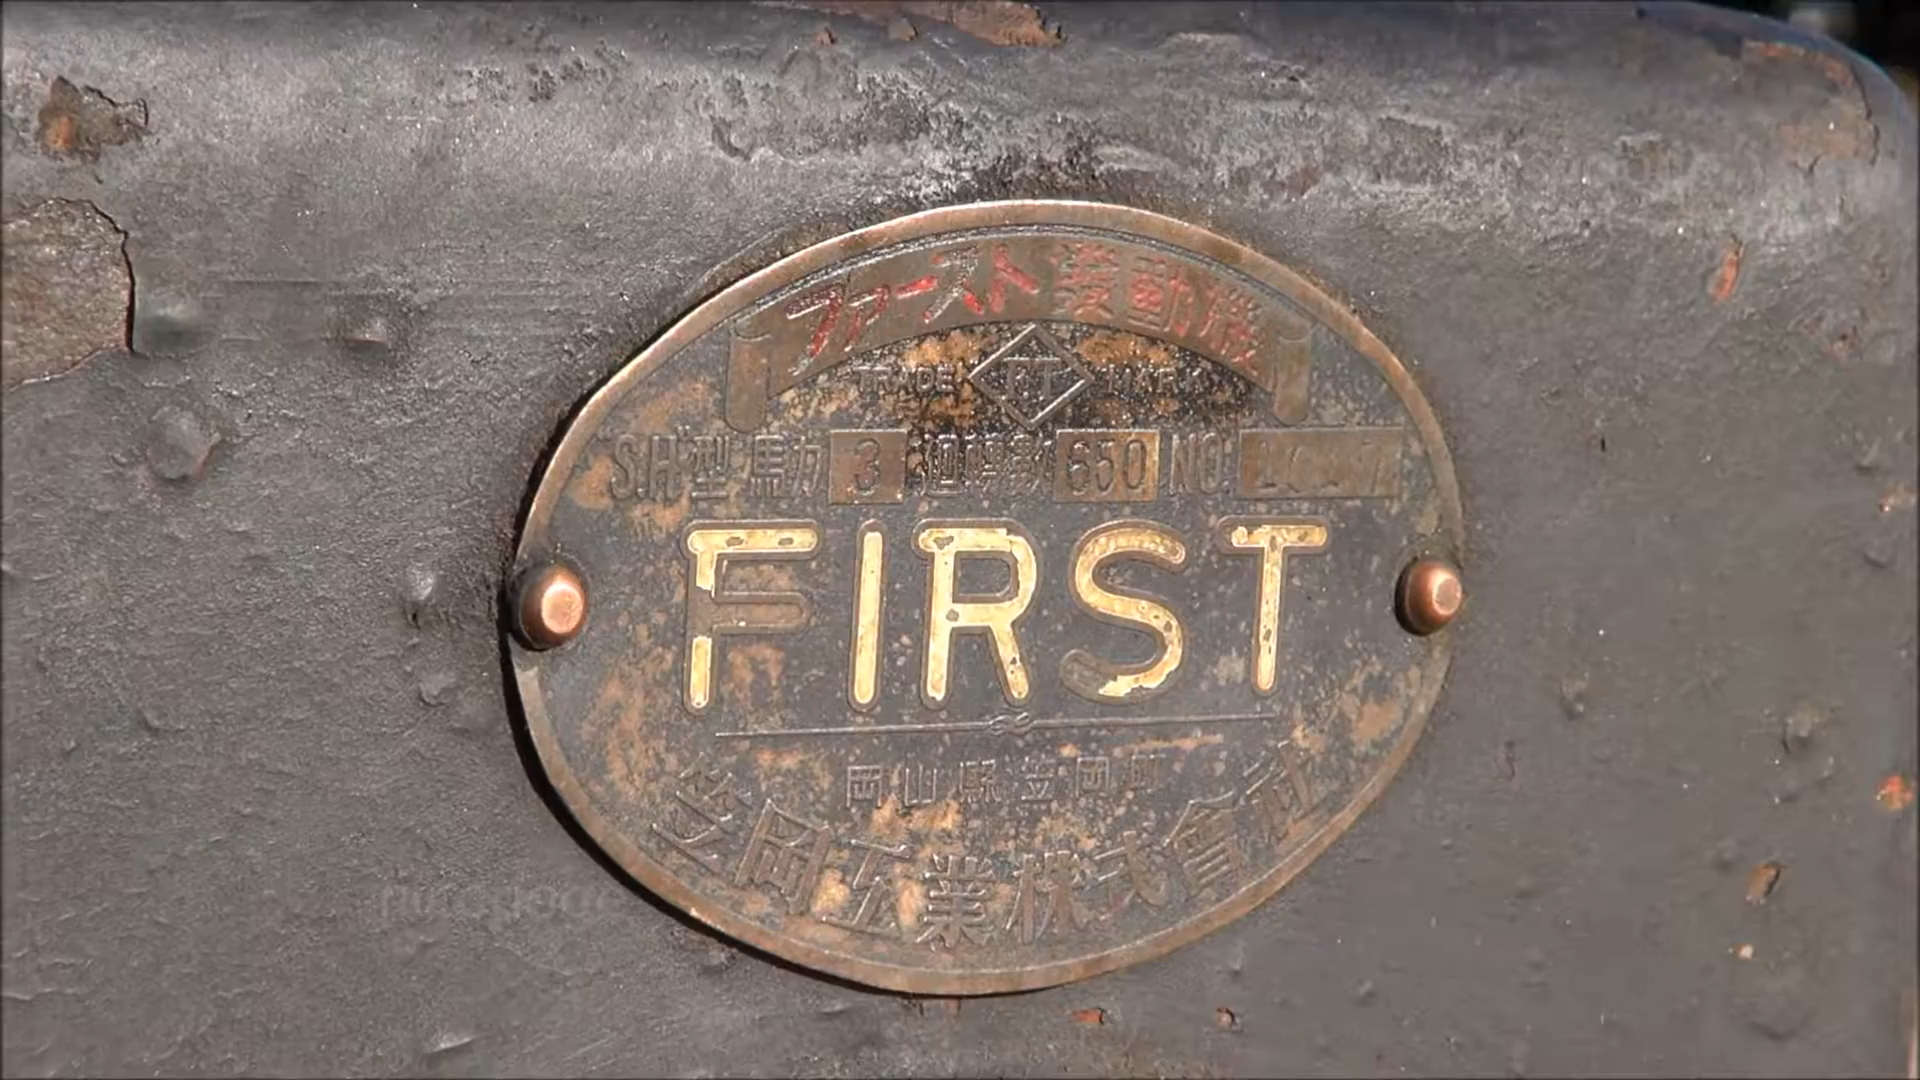 ファースト發動機
TRADE KT MARK
S.H型 馬力 3 廻轉數 650 NO.
FIRST
岡山縣笠岡町
笠岡工業株式會社